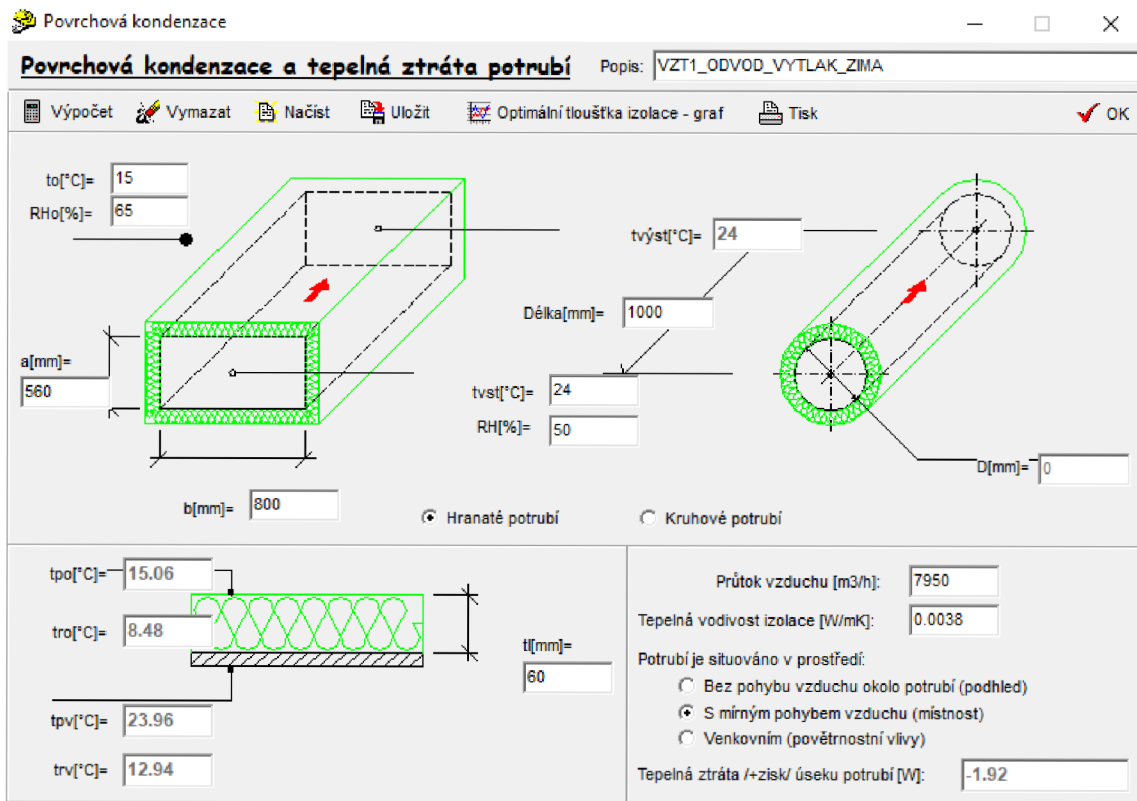 Povrchová kondenzace
Povrchová kondenzace a tepelná ztráta potrubí Popis: VZT1_ODVOD_VYTLAK_ZIMA
Výpočet Vymazat Načíst Uložit Optimální tloušťka izolace - graf Tisk OK
to[°C]= 15
RHo[%]= 65
tvýst[°C]= 24
Délka[mm]= 1000
a[mm]=
560
tvst[°C]= 24
RH[%]= 50
D[mm]= 0
b[mm]= 800
Hranaté potrubí Kruhové potrubí
tpo[°C]= 15.06
tro[°C]= 8.48
tl[mm]=
60
tpv[°C]= 23.96
trv[°C]= 12.94
Průtok vzduchu [m3/h]: 7950
Tepelná vodivost izolace [W/mK]: 0.0038
Potrubí je situováno v prostředí:
Bez pohybu vzduchu okolo potrubí (podhled)
S mírným pohybem vzduchu (místnost)
Venkovním (povětrnostní vlivy)
Tepelná ztráta /+zisk/ úseku potrubí [W]: -1.92